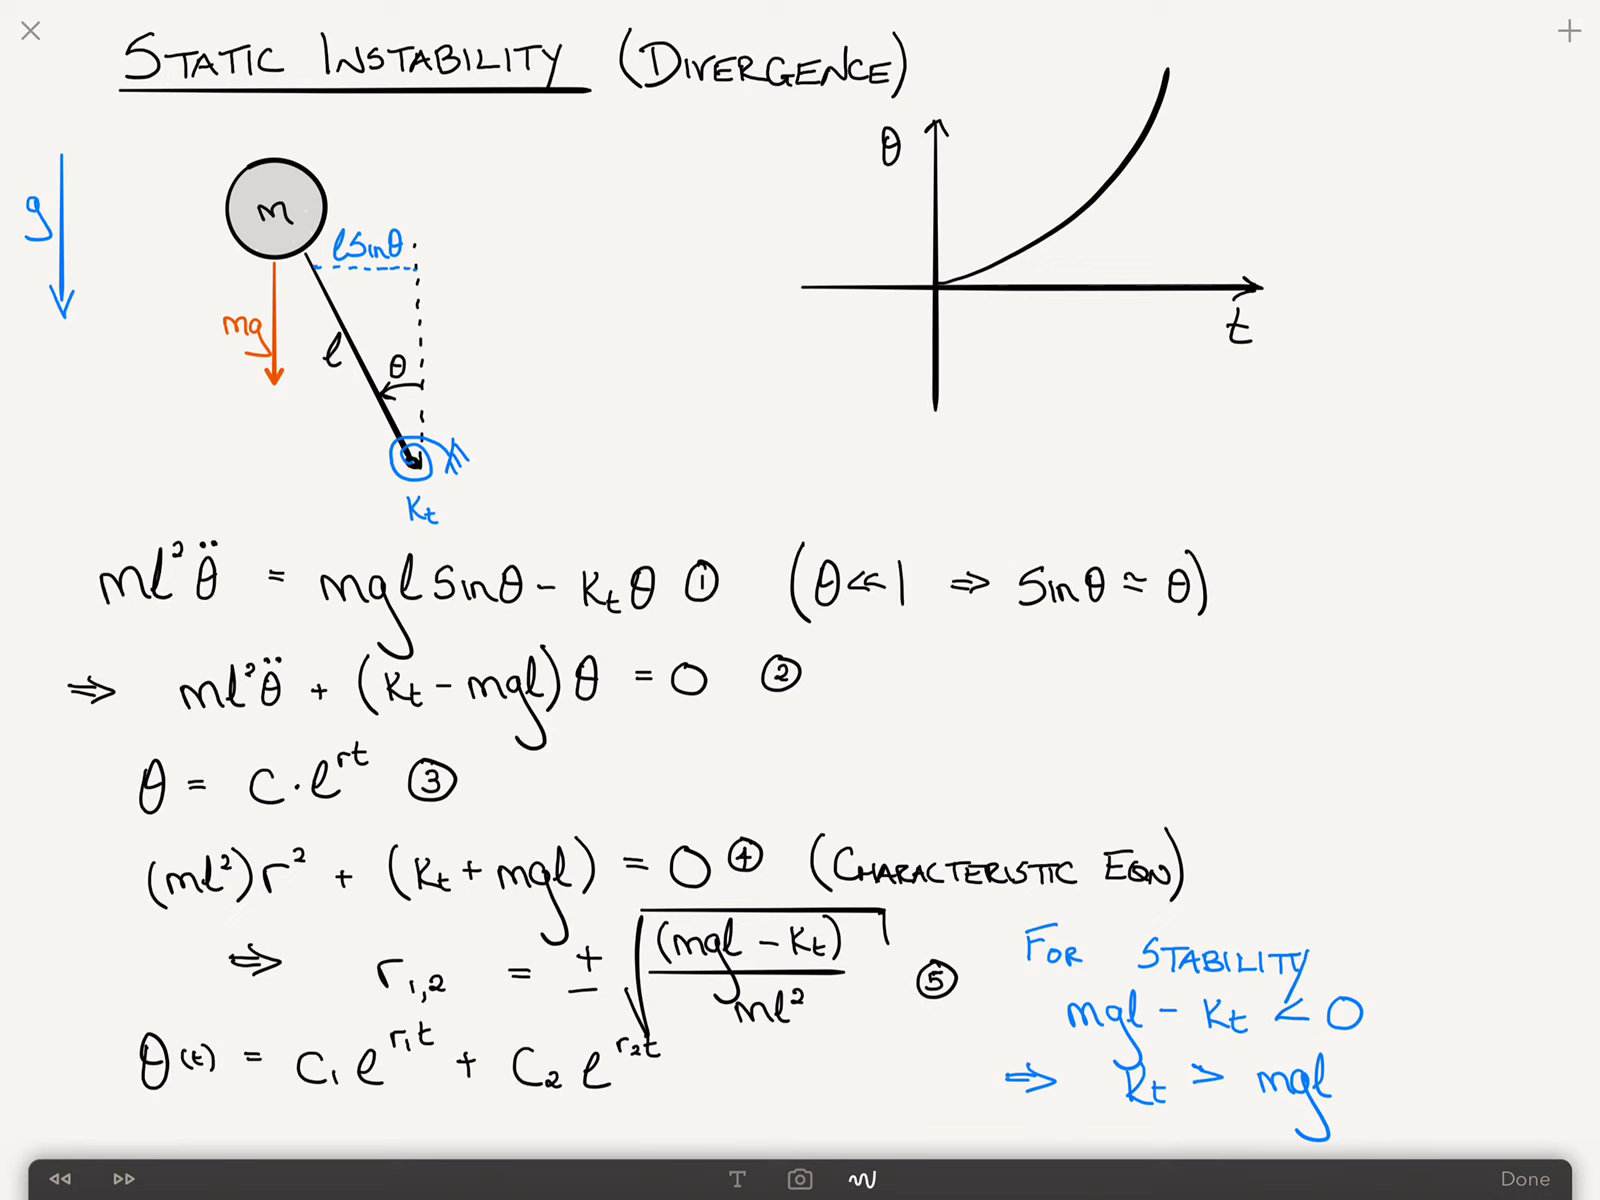 STATIC INSTABILITY (DIVERGENCE)
θ
t
g
m
lsinθ
mg
l
θ
Kt
ml²θ̈ = mglsinθ - Ktθ ① (θ≪1 ⇒ sinθ ≈ θ)
⇒ ml²θ̈ + (Kt - mgl)θ = 0 ②
θ = C·e^rt ③
(ml²)r² + (Kt + mgl) = 0 ④ (CHARACTERISTIC EQN)
⇒ r1,2 = ± √((mgl - Kt)/ml²) ⑤
θ(t) = C1e^r1t + C2e^r2t
FOR STABILITY
mgl - Kt < 0
⇒ Kt > mgl
T
Done